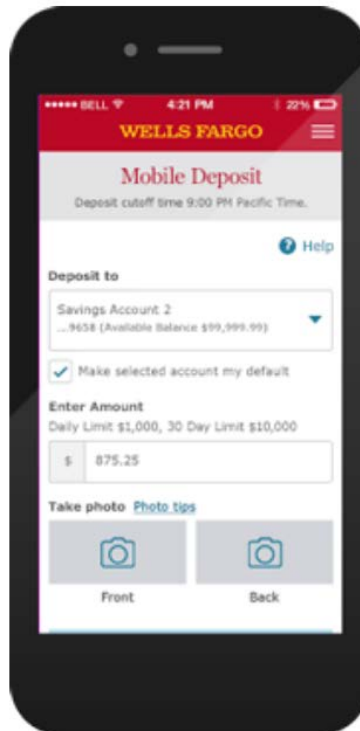 BELL 4:21 PM 22%
WELLS FARGO
Mobile Deposit
Deposit cutoff time 9:00 PM Pacific Time.
? Help
Deposit to
Savings Account 2
...9658 (Available Balance $99,999.99)
Make selected account my default
Enter Amount
Daily Limit $1,000, 30 Day Limit $10,000
$ 875.25
Take photo Photo tips
Front Back